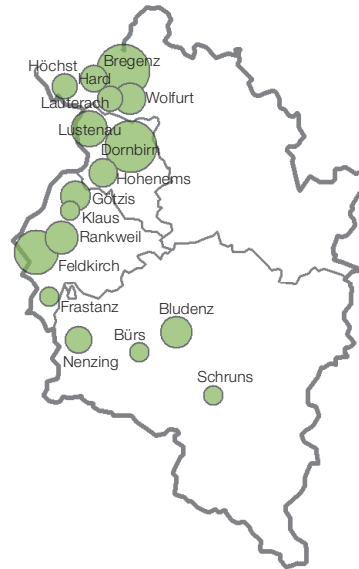 Bregenz
Höchst
Hard
Lauterach
Wolfurt
Lustenau
Dornbirn
Hohenems
Götzis
Klaus
Rankweil
Feldkirch
Frastanz
Bludenz
Bürs
Nenzing
Schruns